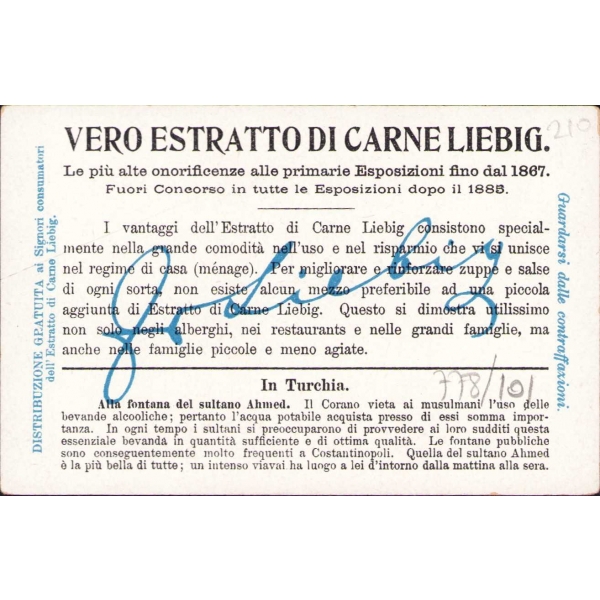 VERO ESTRATTO DI CARNE LIEBIG.
Le più alte onorificenze alle primarie Esposizioni fino dal 1867.
Fuori Concorso in tutte le Esposizioni dopo il 1885.
I vantaggi dell'Estratto di Carne Liebig consistono special-
mente nella grande comodità nell'uso e nel risparmio che vi si unisce
nel regime di casa (ménage). Per migliorare e rinforzare zuppe e salse
di ogni sorta, non esiste alcun mezzo preferibile ad una piccola
aggiunta di Estratto di Carne Liebig. Questo si dimostra utilissimo
non solo negli alberghi, nei restaurants e nelle grandi famiglie, ma
anche nelle famiglie piccole e meno agiate.
In Turchia.
Alla fontana del sultano Ahmed. Il Corano vieta ai musulmani l'uso delle
bevande alcooliche; pertanto l'acqua potabile acquista presso di essi somma impor-
tanza. In ogni tempo i sultani si preoccuparono di provvedere ai loro sudditi questa
essenziale bevanda in quantità sufficiente e di ottima qualità. Le fontane pubbliche
sono conseguentemente molto frequenti a Costantinopoli. Quella del sultano Ahmed
è la più bella di tutte; un intenso viavai ha luogo a lei d'intorno dalla mattina alla sera.
DISTRIBUZIONE GRATUITA ai Signori consumatori
dell'Estratto di Carne Liebig.
Guardarsi dalle contraffazioni.
Liebig
210
778/101